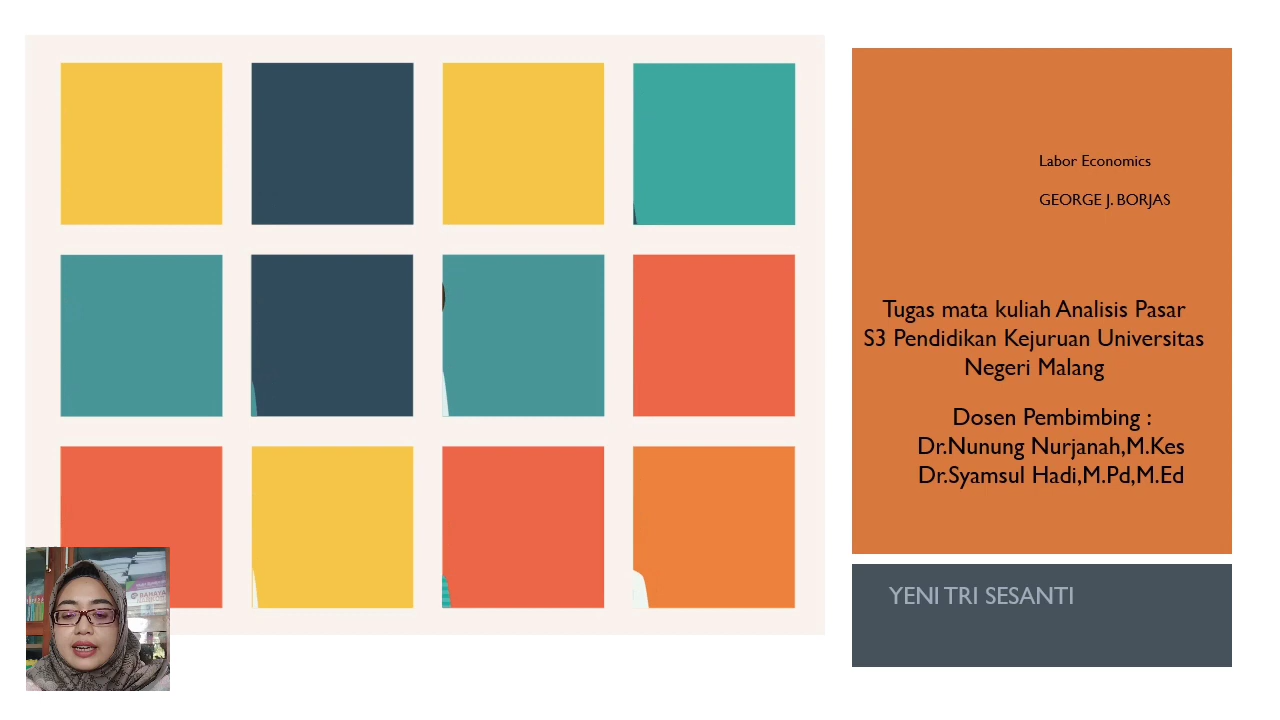 Labor Economics
GEORGE J. BORJAS
Tugas mata kuliah Analisis Pasar
S3 Pendidikan Kejuruan Universitas
Negeri Malang
Dosen Pembimbing :
Dr.Nunung Nurjanah,M.Kes
Dr.Syamsul Hadi,M.Pd,M.Ed
YENI TRI SESANTI